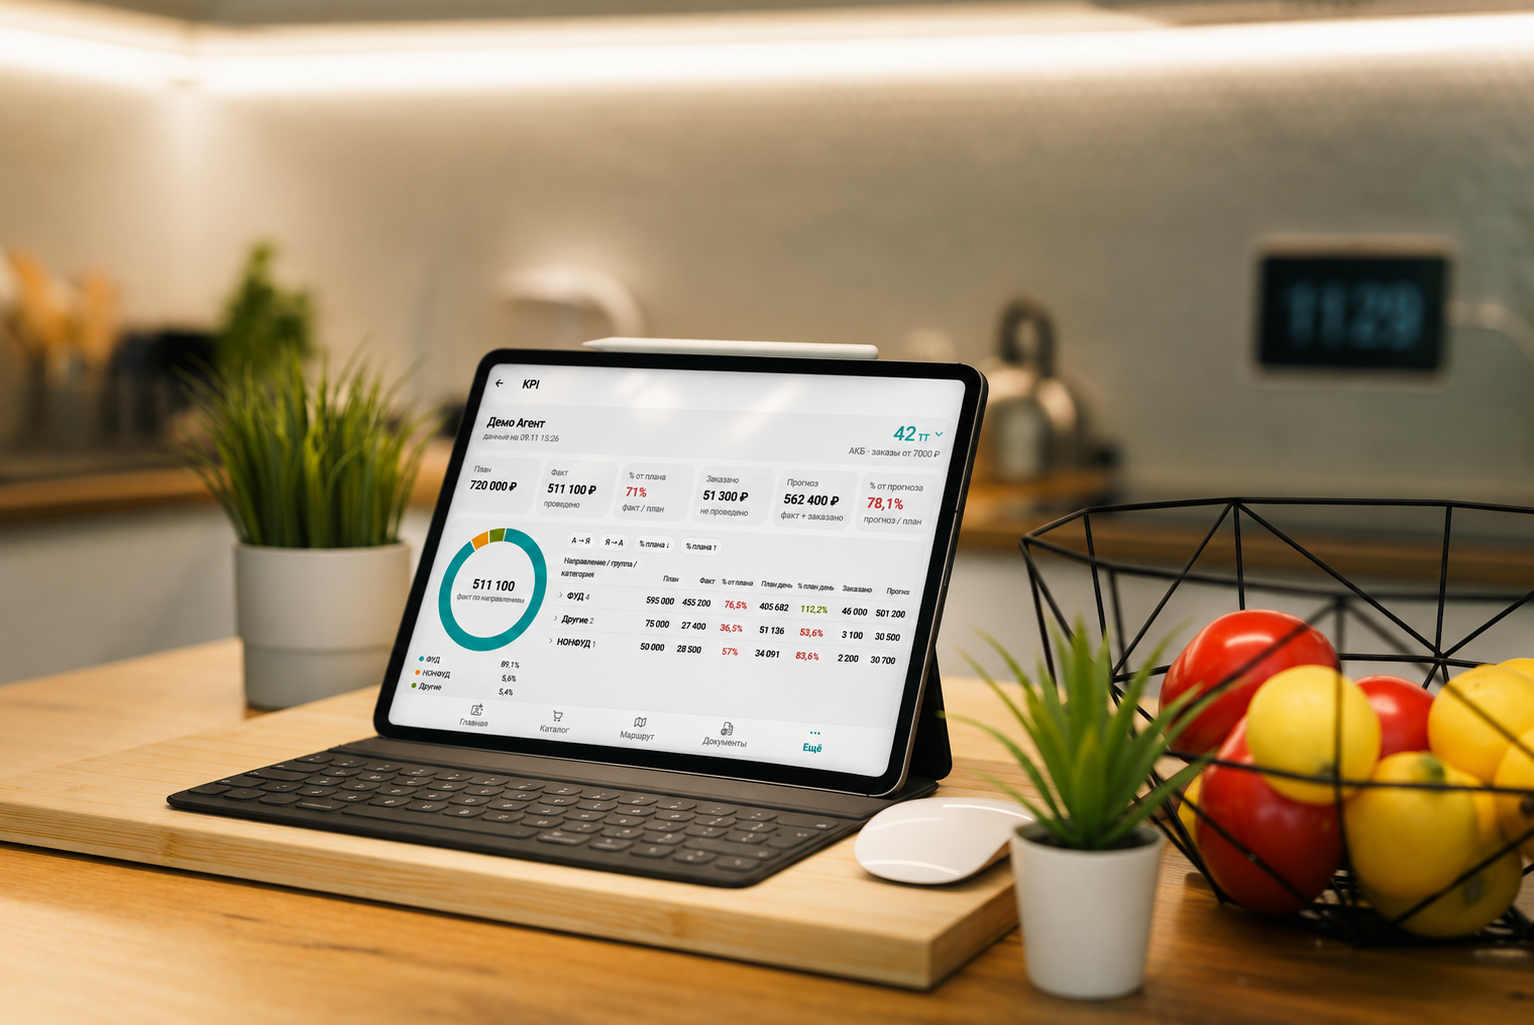 KPI
Демо Агент
данные на 09.11 15:26
42 тт
АКБ · заказы от 7000 ₽
План
720 000 ₽
Факт
511 100 ₽
проведено
% от плана
71%
факт / план
Заказано
51 300 ₽
не проведено
Прогноз
562 400 ₽
факт + заказано
% от прогноза
78,1%
прогноз / план
511 100
факт по направлениям
ФУД 89,1%
НОНФУД 5,6%
Другие 5,4%
А→Я Я→А % плана ↓ % плана ↑
Направление / группа /
категория План Факт % от плана План день % план день Заказано Прогноз
ФУД 4 595 000 455 200 76,5% 405 682 112,2% 46 000 501 200
Другие 2 75 000 27 400 36,5% 51 136 53,6% 3 100 30 500
НОНФУД 1 50 000 28 500 57% 34 091 83,6% 2 200 30 700
Главная Каталог Маршрут Документы Ещё
1129